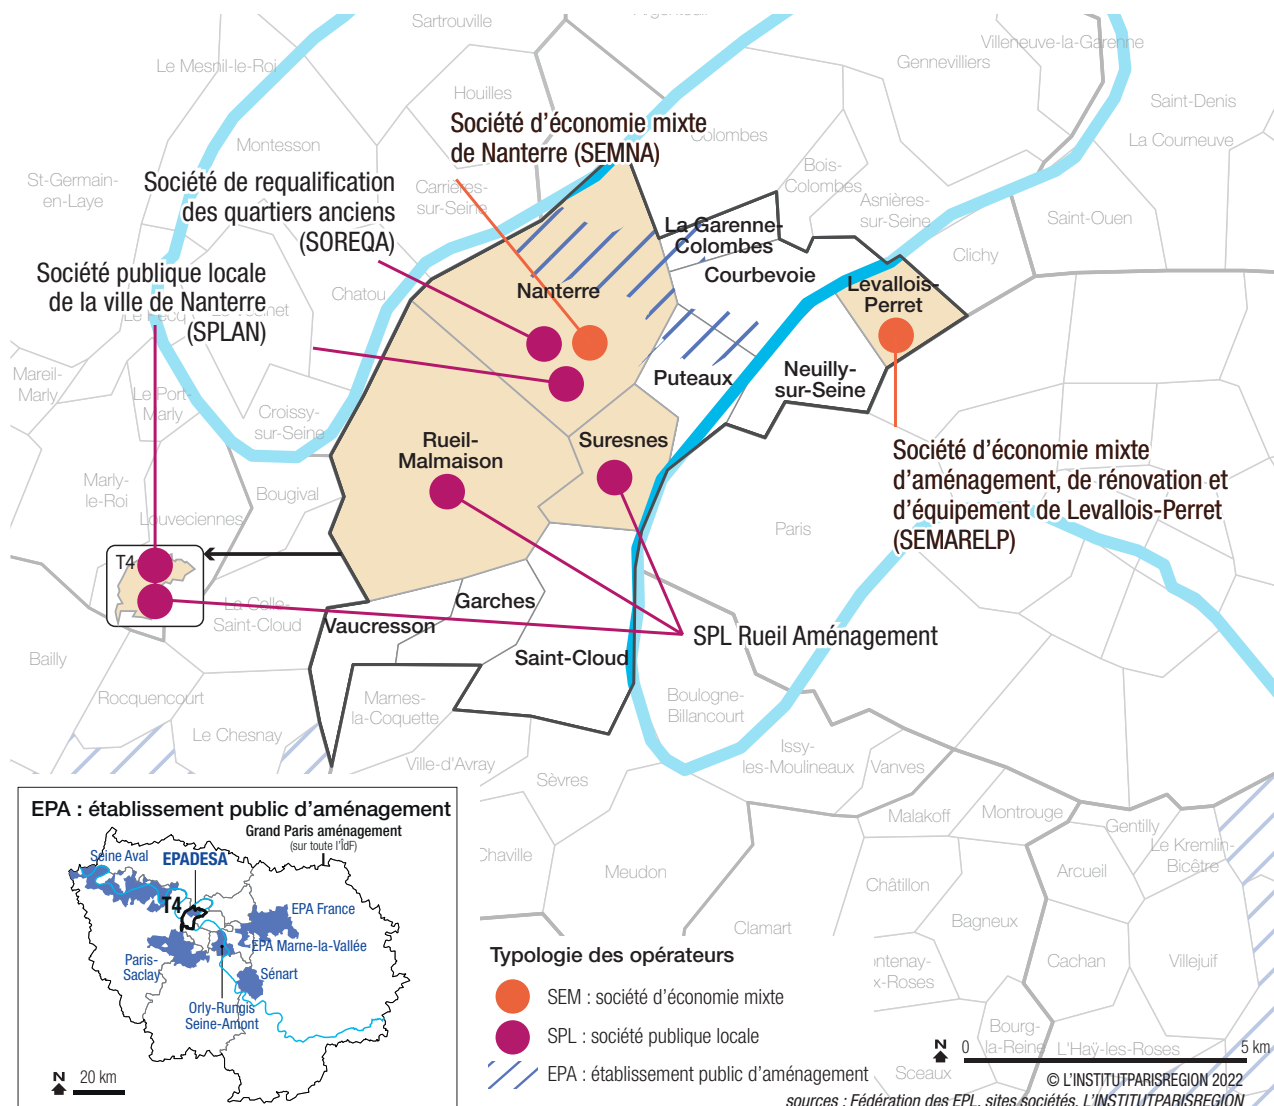 Sartrouville
Villeneuve-la-Garenne
Gennevilliers
Le Mesnil-le-Roi
Houilles
Saint-Denis
La Courneuve
Société d'économie mixte
de Nanterre (SEMNA)
Colombes
Montesson
Bois-
Colombes
St-Germain-
en-Laye
Société de requalification
des quartiers anciens
(SOREQA)
Carrières-
sur-Seine
Asnières-
sur-Seine
Saint-Ouen
La Garenne-
Colombes
Clichy
Société publique locale
de la ville de Nanterre
(SPLAN)
Chatou
Nanterre
Courbevoie
Levallois-
Perret
Le Pecq
Mareil-
Marly
Le Port-
Marly
Croissy-
sur-Seine
Puteaux
Neuilly-
sur-Seine
Rueil-
Malmaison
Suresnes
Société d'économie mixte
d'aménagement, de rénovation et
d'équipement de Levallois-Perret
(SEMARELP)
Marly-
le-Roi
Bougival
Louveciennes
Paris
T4
La Celle-
Saint-Cloud
Garches
Vaucresson
SPL Rueil Aménagement
Saint-Cloud
Bailly
Rocquencourt
Marnes-
la-Coquette
Boulogne-
Billancourt
Le Chesnay
Ville-d'Avray
Sèvres
Issy-
les-Moulineaux
Vanves
Malakoff
Montrouge
Gentilly
Le Kremlin-
Bicêtre
Chaville
Meudon
Châtillon
Arcueil
Bagneux
Clamart
Cachan
Villejuif
Bourg-
la-Reine
L'Haÿ-les-Roses
Sceaux
EPA : établissement public d'aménagement
Grand Paris aménagement
(sur toute l'IdF)
Seine Aval
EPADESA
T4
EPA France
EPA Marne-la-Vallée
Paris-
Saclay
Sénart
Orly-Rungis
Seine-Amont
N
20 km
Typologie des opérateurs
SEM : société d'économie mixte
SPL : société publique locale
EPA : établissement public d'aménagement
N
0
5 km
© L'INSTITUTPARISREGION 2022
sources : Fédération des EPL, sites sociétés, L'INSTITUTPARISREGION